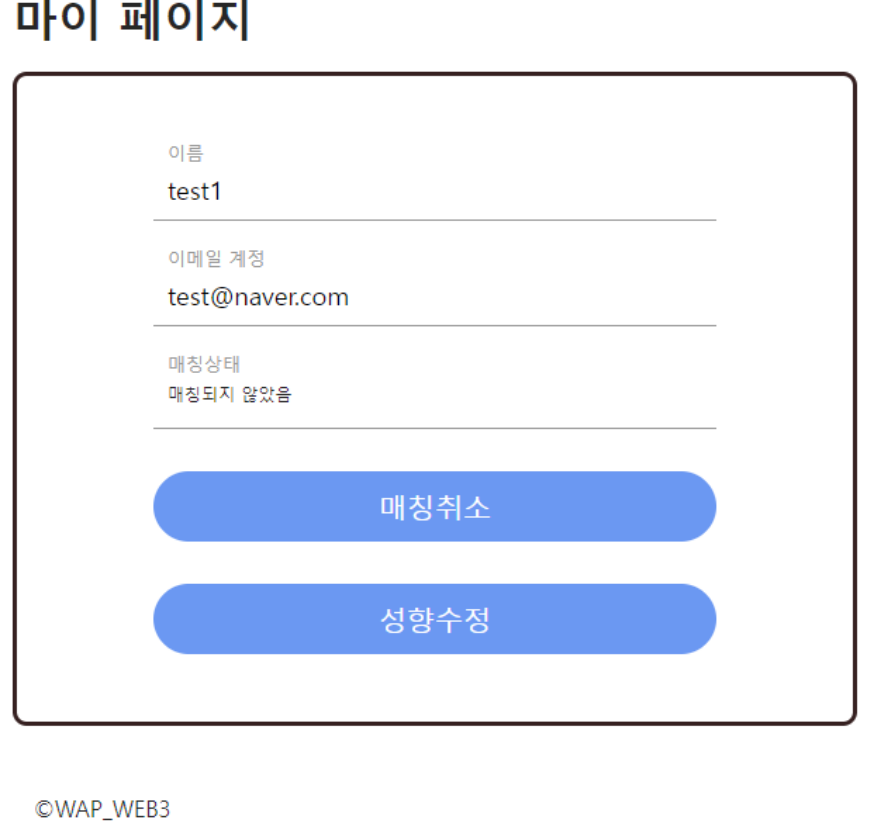 마이 페이지
이름
test1
이메일 계정
test@naver.com
매칭상태
매칭되지 않았음
매칭취소
성향수정
©WAP_WEB3